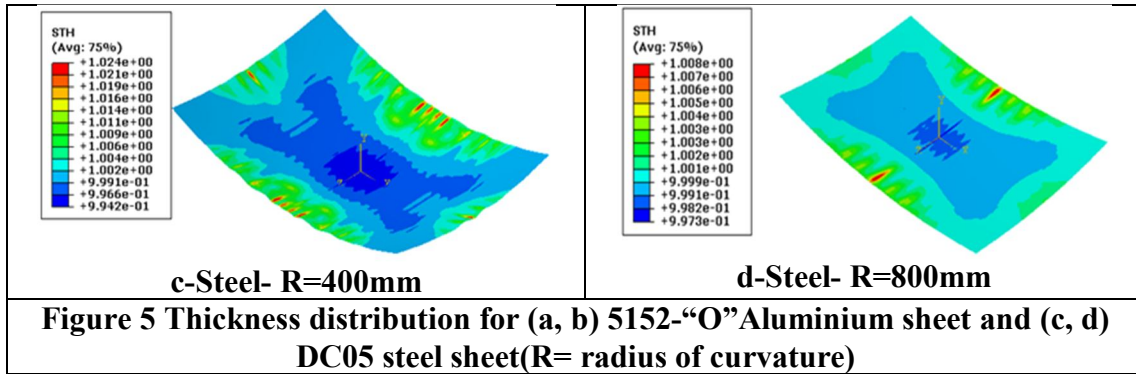 STH
(Avg: 75%)
+1.024e+00
+1.021e+00
+1.019e+00
+1.016e+00
+1.014e+00
+1.011e+00
+1.009e+00
+1.006e+00
+1.004e+00
+1.002e+00
+9.991e-01
+9.966e-01
+9.942e-01
c-Steel- R=400mm
STH
(Avg: 75%)
+1.008e+00
+1.007e+00
+1.006e+00
+1.005e+00
+1.004e+00
+1.003e+00
+1.003e+00
+1.002e+00
+1.001e+00
+9.999e-01
+9.991e-01
+9.982e-01
+9.973e-01
d-Steel- R=800mm
Figure 5 Thickness distribution for (a, b) 5152-“O”Aluminium sheet and (c, d)
DC05 steel sheet(R= radius of curvature)